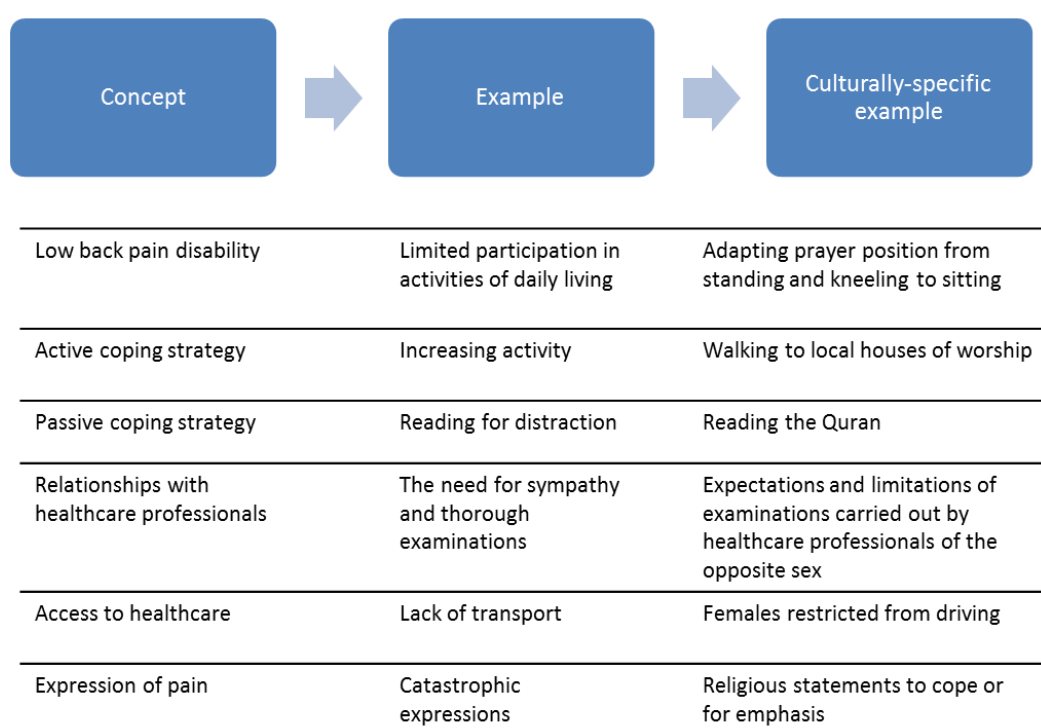 Concept
Example
Culturally-specific
example
Low back pain disability
Limited participation in
activities of daily living
Adapting prayer position from
standing and kneeling to sitting
Active coping strategy
Increasing activity
Walking to local houses of worship
Passive coping strategy
Reading for distraction
Reading the Quran
Relationships with
healthcare professionals
The need for sympathy
and thorough
examinations
Expectations and limitations of
examinations carried out by
healthcare professionals of the
opposite sex
Access to healthcare
Lack of transport
Females restricted from driving
Expression of pain
Catastrophic
expressions
Religious statements to cope or
for emphasis